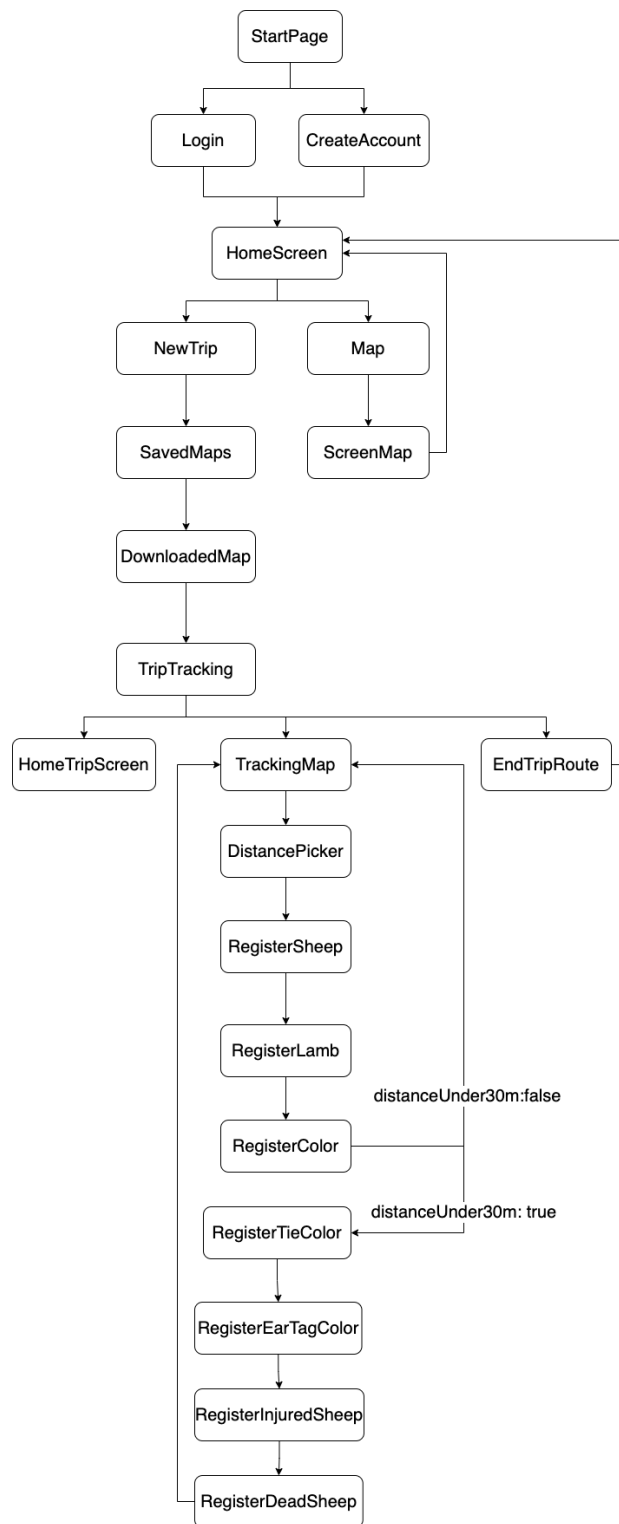 StartPage
Login
CreateAccount
HomeScreen
NewTrip
Map
SavedMaps
ScreenMap
DownloadedMap
TripTracking
HomeTripScreen
TrackingMap
EndTripRoute
DistancePicker
RegisterSheep
RegisterLamb
distanceUnder30m:false
RegisterColor
distanceUnder30m: true
RegisterTieColor
RegisterEarTagColor
RegisterInjuredSheep
RegisterDeadSheep